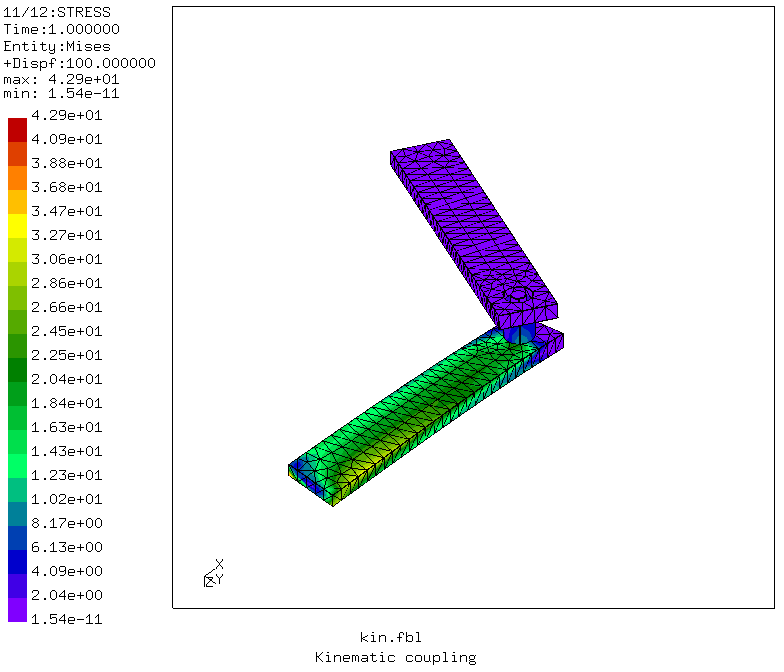 11/12:STRESS
Time:1.000000
Entity:Mises
+Dispf:100.000000
max: 4.29e+01
min: 1.54e-11
4.29e+01
4.09e+01
3.88e+01
3.68e+01
3.47e+01
3.27e+01
3.06e+01
2.86e+01
2.66e+01
2.45e+01
2.25e+01
2.04e+01
1.84e+01
1.63e+01
1.43e+01
1.23e+01
1.02e+01
8.17e+00
6.13e+00
4.09e+00
2.04e+00
1.54e-11
X
Z Y
kin.fbl
Kinematic coupling